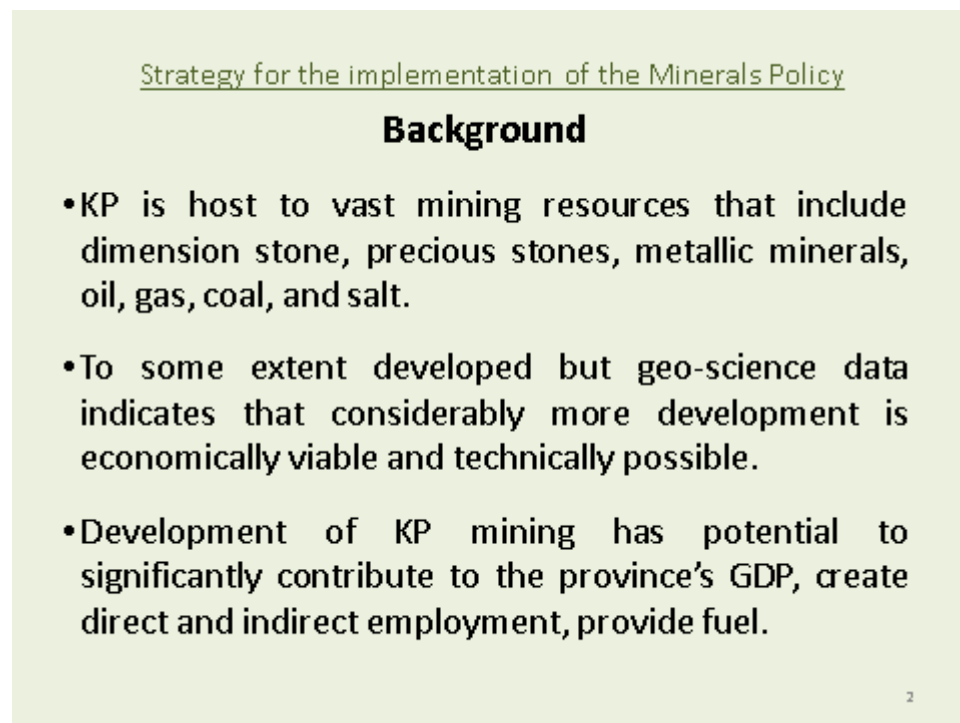 Strategy for the implementation of the Minerals Policy
Background
•KP is host to vast mining resources that include
dimension stone, precious stones, metallic minerals,
oil, gas, coal, and salt.
•To some extent developed but geo-science data
indicates that considerably more development is
economically viable and technically possible.
•Development of KP mining has potential to
significantly contribute to the province's GDP, create
direct and indirect employment, provide fuel.
2